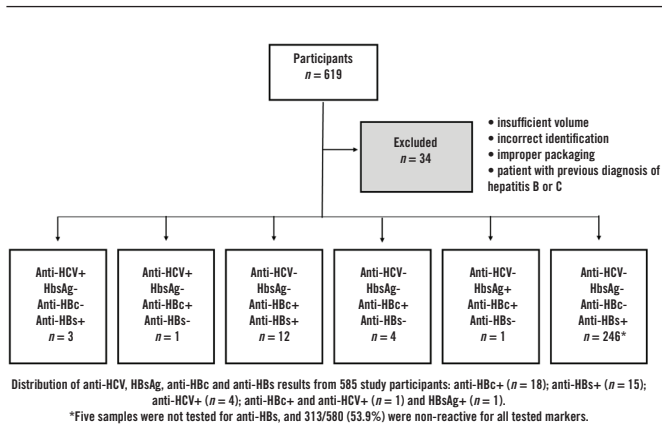 Participants
n = 619
Excluded
n = 34
• insufficient volume
• incorrect identification
• improper packaging
• patient with previous diagnosis of
hepatitis B or C
Anti-HCV+
HbsAg-
Anti-HBc-
Anti-HBs+
n = 3
Anti-HCV+
HbsAg-
Anti-HBc+
Anti-HBs-
n = 1
Anti-HCV-
HbsAg-
Anti-HBc+
Anti-HBs+
n = 12
Anti-HCV-
HbsAg-
Anti-HBc+
Anti-HBs-
n = 4
Anti-HCV-
HbsAg+
Anti-HBc+
Anti-HBs-
n = 1
Anti-HCV-
HbsAg-
Anti-HBc-
Anti-HBs+
n = 246*
Distribution of anti-HCV, HBsAg, anti-HBc and anti-HBs results from 585 study participants: anti-HBc+ (n = 18); anti-HBs+ (n = 15);
anti-HCV+ (n = 4); anti-HBc+ and anti-HCV+ (n = 1) and HBsAg+ (n = 1).
*Five samples were not tested for anti-HBs, and 313/580 (53.9%) were non-reactive for all tested markers.